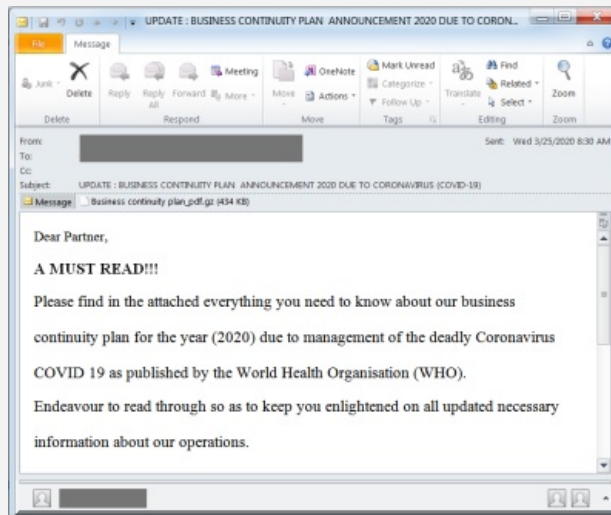 UPDATE : BUSINESS CONTINUITY PLAN ANNOUNCEMENT 2020 DUE TO CORON...
File Message
Junk Delete Reply Reply All Forward Meeting More Move OneNote Actions Mark Unread Categorize Follow Up Translate Find Related Select Zoom
Delete Respond Move Tags Editing Zoom
From: Sent: Wed 3/25/2020 8:30 AM
To:
Cc:
Subject: UPDATE : BUSINESS CONTINUITY PLAN ANNOUNCEMENT 2020 DUE TO CORONAVIRUS (COVID-19)
Message Business continuity plan_pdf.gz (434 KB)
Dear Partner,
A MUST READ!!!
Please find in the attached everything you need to know about our business
continuity plan for the year (2020) due to management of the deadly Coronavirus
COVID 19 as published by the World Health Organisation (WHO).
Endeavour to read through so as to keep you enlightened on all updated necessary
information about our operations.